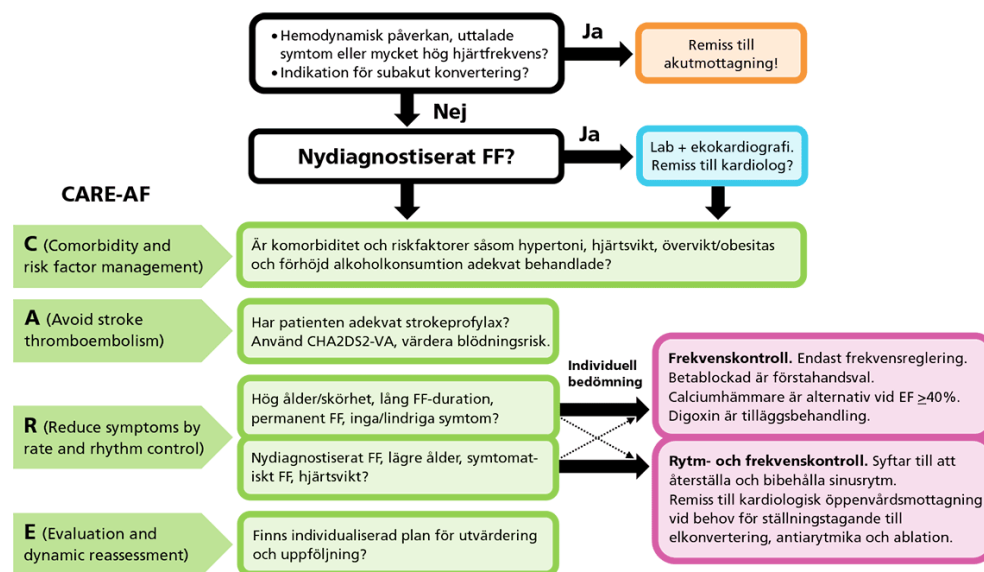 • Hemodynamisk påverkan, uttalade
symtom eller mycket hög hjärtfrekvens?
• Indikation för subakut konvertering?
Ja
Remiss till
akutmottagning!
Nej
Nydiagnostiserat FF?
Ja
Lab + ekokardiografi.
Remiss till kardiolog?
CARE-AF
C (Comorbidity and
risk factor management)
Är komorbiditet och riskfaktorer såsom hypertoni, hjärtsvikt, övervikt/obesitas
och förhöjd alkoholkonsumtion adekvat behandlade?
A (Avoid stroke
thromboembolism)
Har patienten adekvat strokeprofylax?
Använd CHA2DS2-VA, värdera blödningsrisk.
R (Reduce symptoms by
rate and rhythm control)
Hög ålder/skörhet, lång FF-duration,
permanent FF, inga/lindriga symtom?
Nydiagnostiserat FF, lägre ålder, symtomat-
iskt FF, hjärtsvikt?
Individuell
bedömning
Frekvenskontroll. Endast frekvensreglering.
Betablockad är förstahandsval.
Calciumhämmare är alternativ vid EF ≥40%.
Digoxin är tilläggsbehandling.
Rytm- och frekvenskontroll. Syftar till att
återställa och bibehålla sinusrytm.
Remiss till kardiologisk öppenvårdsmottagning
vid behov för ställningstagande till
elkonvertering, antiarytmika och ablation.
E (Evaluation and
dynamic reassessment)
Finns individualiserad plan för utvärdering
och uppföljning?